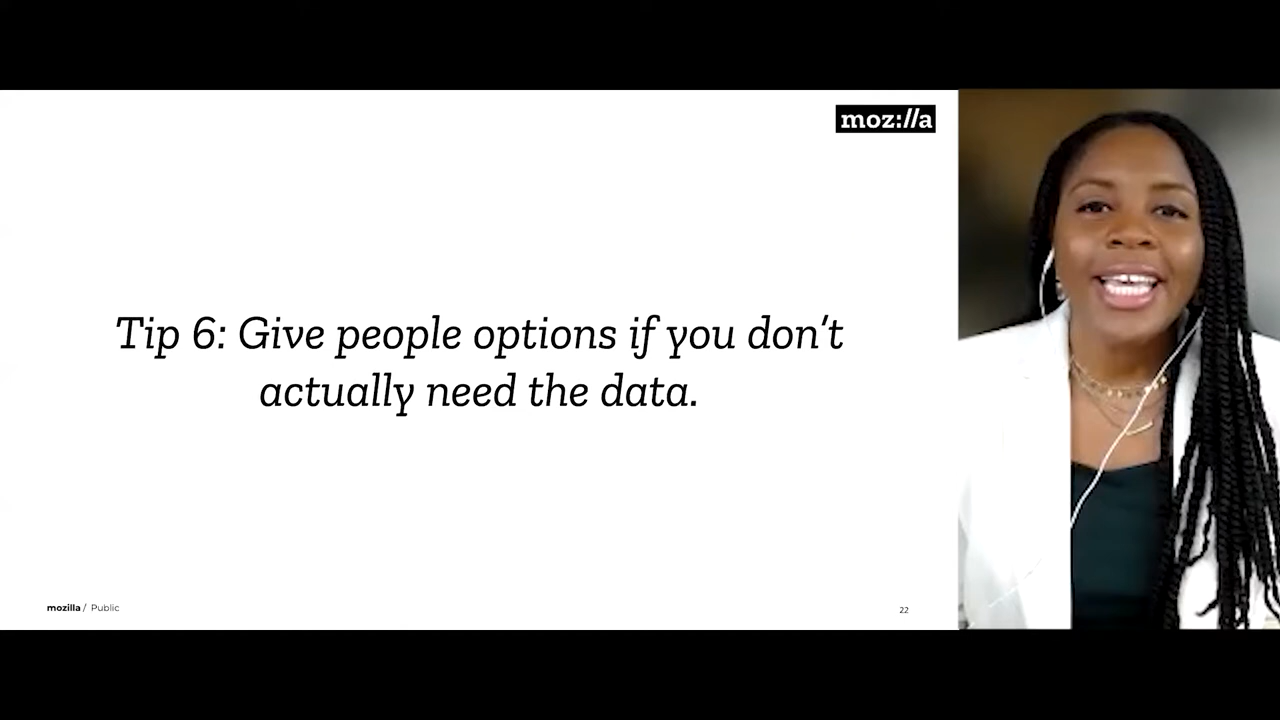 moz://a
Tip 6: Give people options if you don't
actually need the data.
mozilla / Public
22